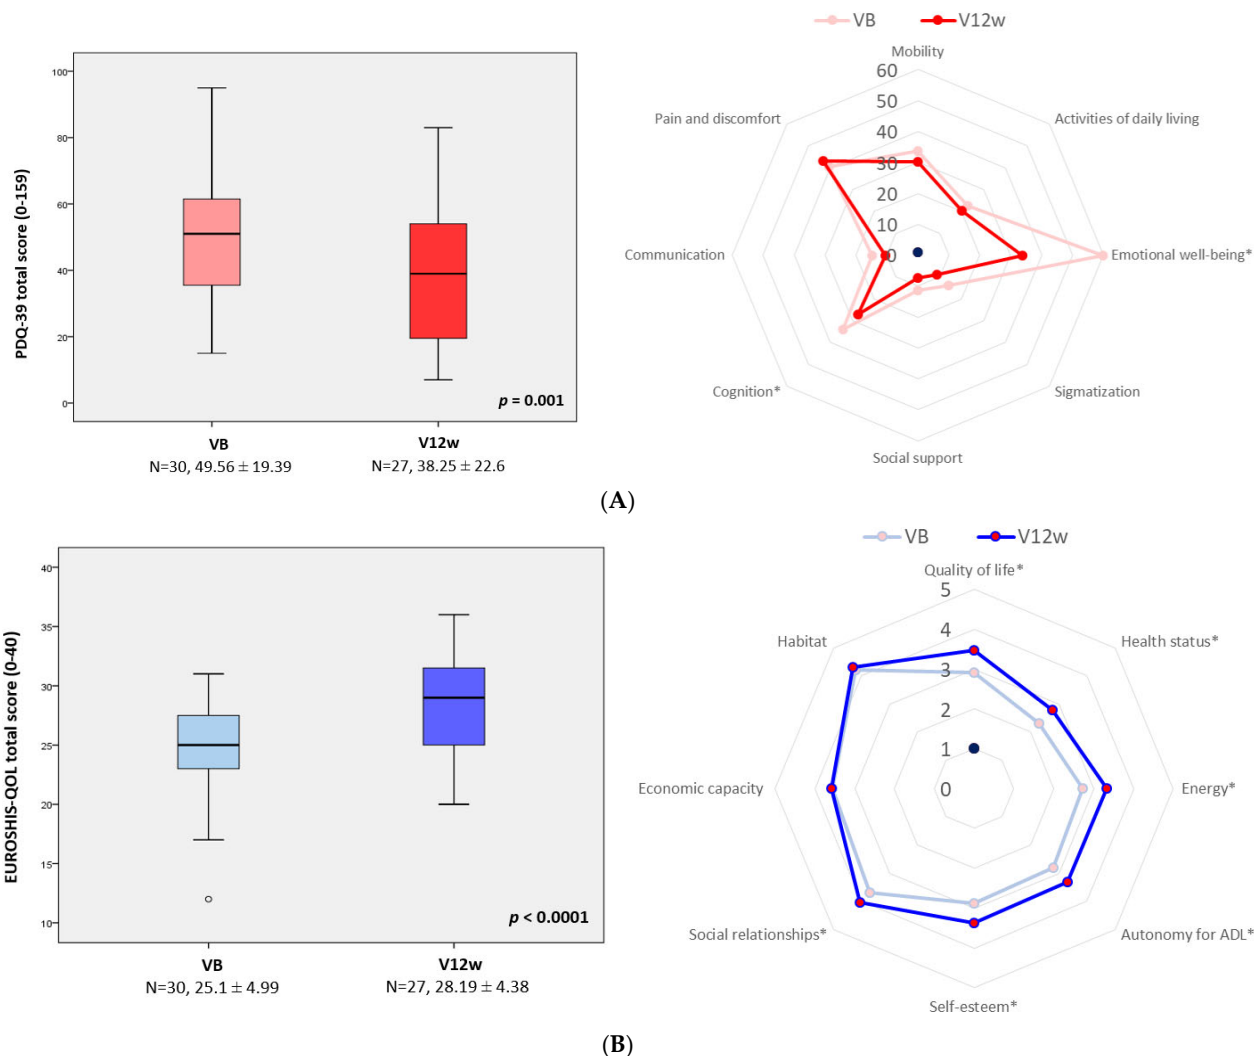 PDQ-39 total score (0-159)
100
80
60
40
20
0
p = 0.001
VB
V12w
N=30, 49.56 ± 19.39
N=27, 38.25 ± 22.6
VB
V12w
Mobility
60
50
40
30
20
10
0
Pain and discomfort
Activities of daily living
Communication
Emotional well-being*
Cognition*
Sigmatization
Social support
(A)
EUROSHIS-QOL total score (0-40)
40
35
30
25
20
15
10
p < 0.0001
VB
V12w
N=30, 25.1 ± 4.99
N=27, 28.19 ± 4.38
VB
V12w
Quality of life*
5
4
3
2
1
0
Habitat
Health status*
Economic capacity
Energy*
Social relationships*
Autonomy for ADL*
Self-esteem*
(B)